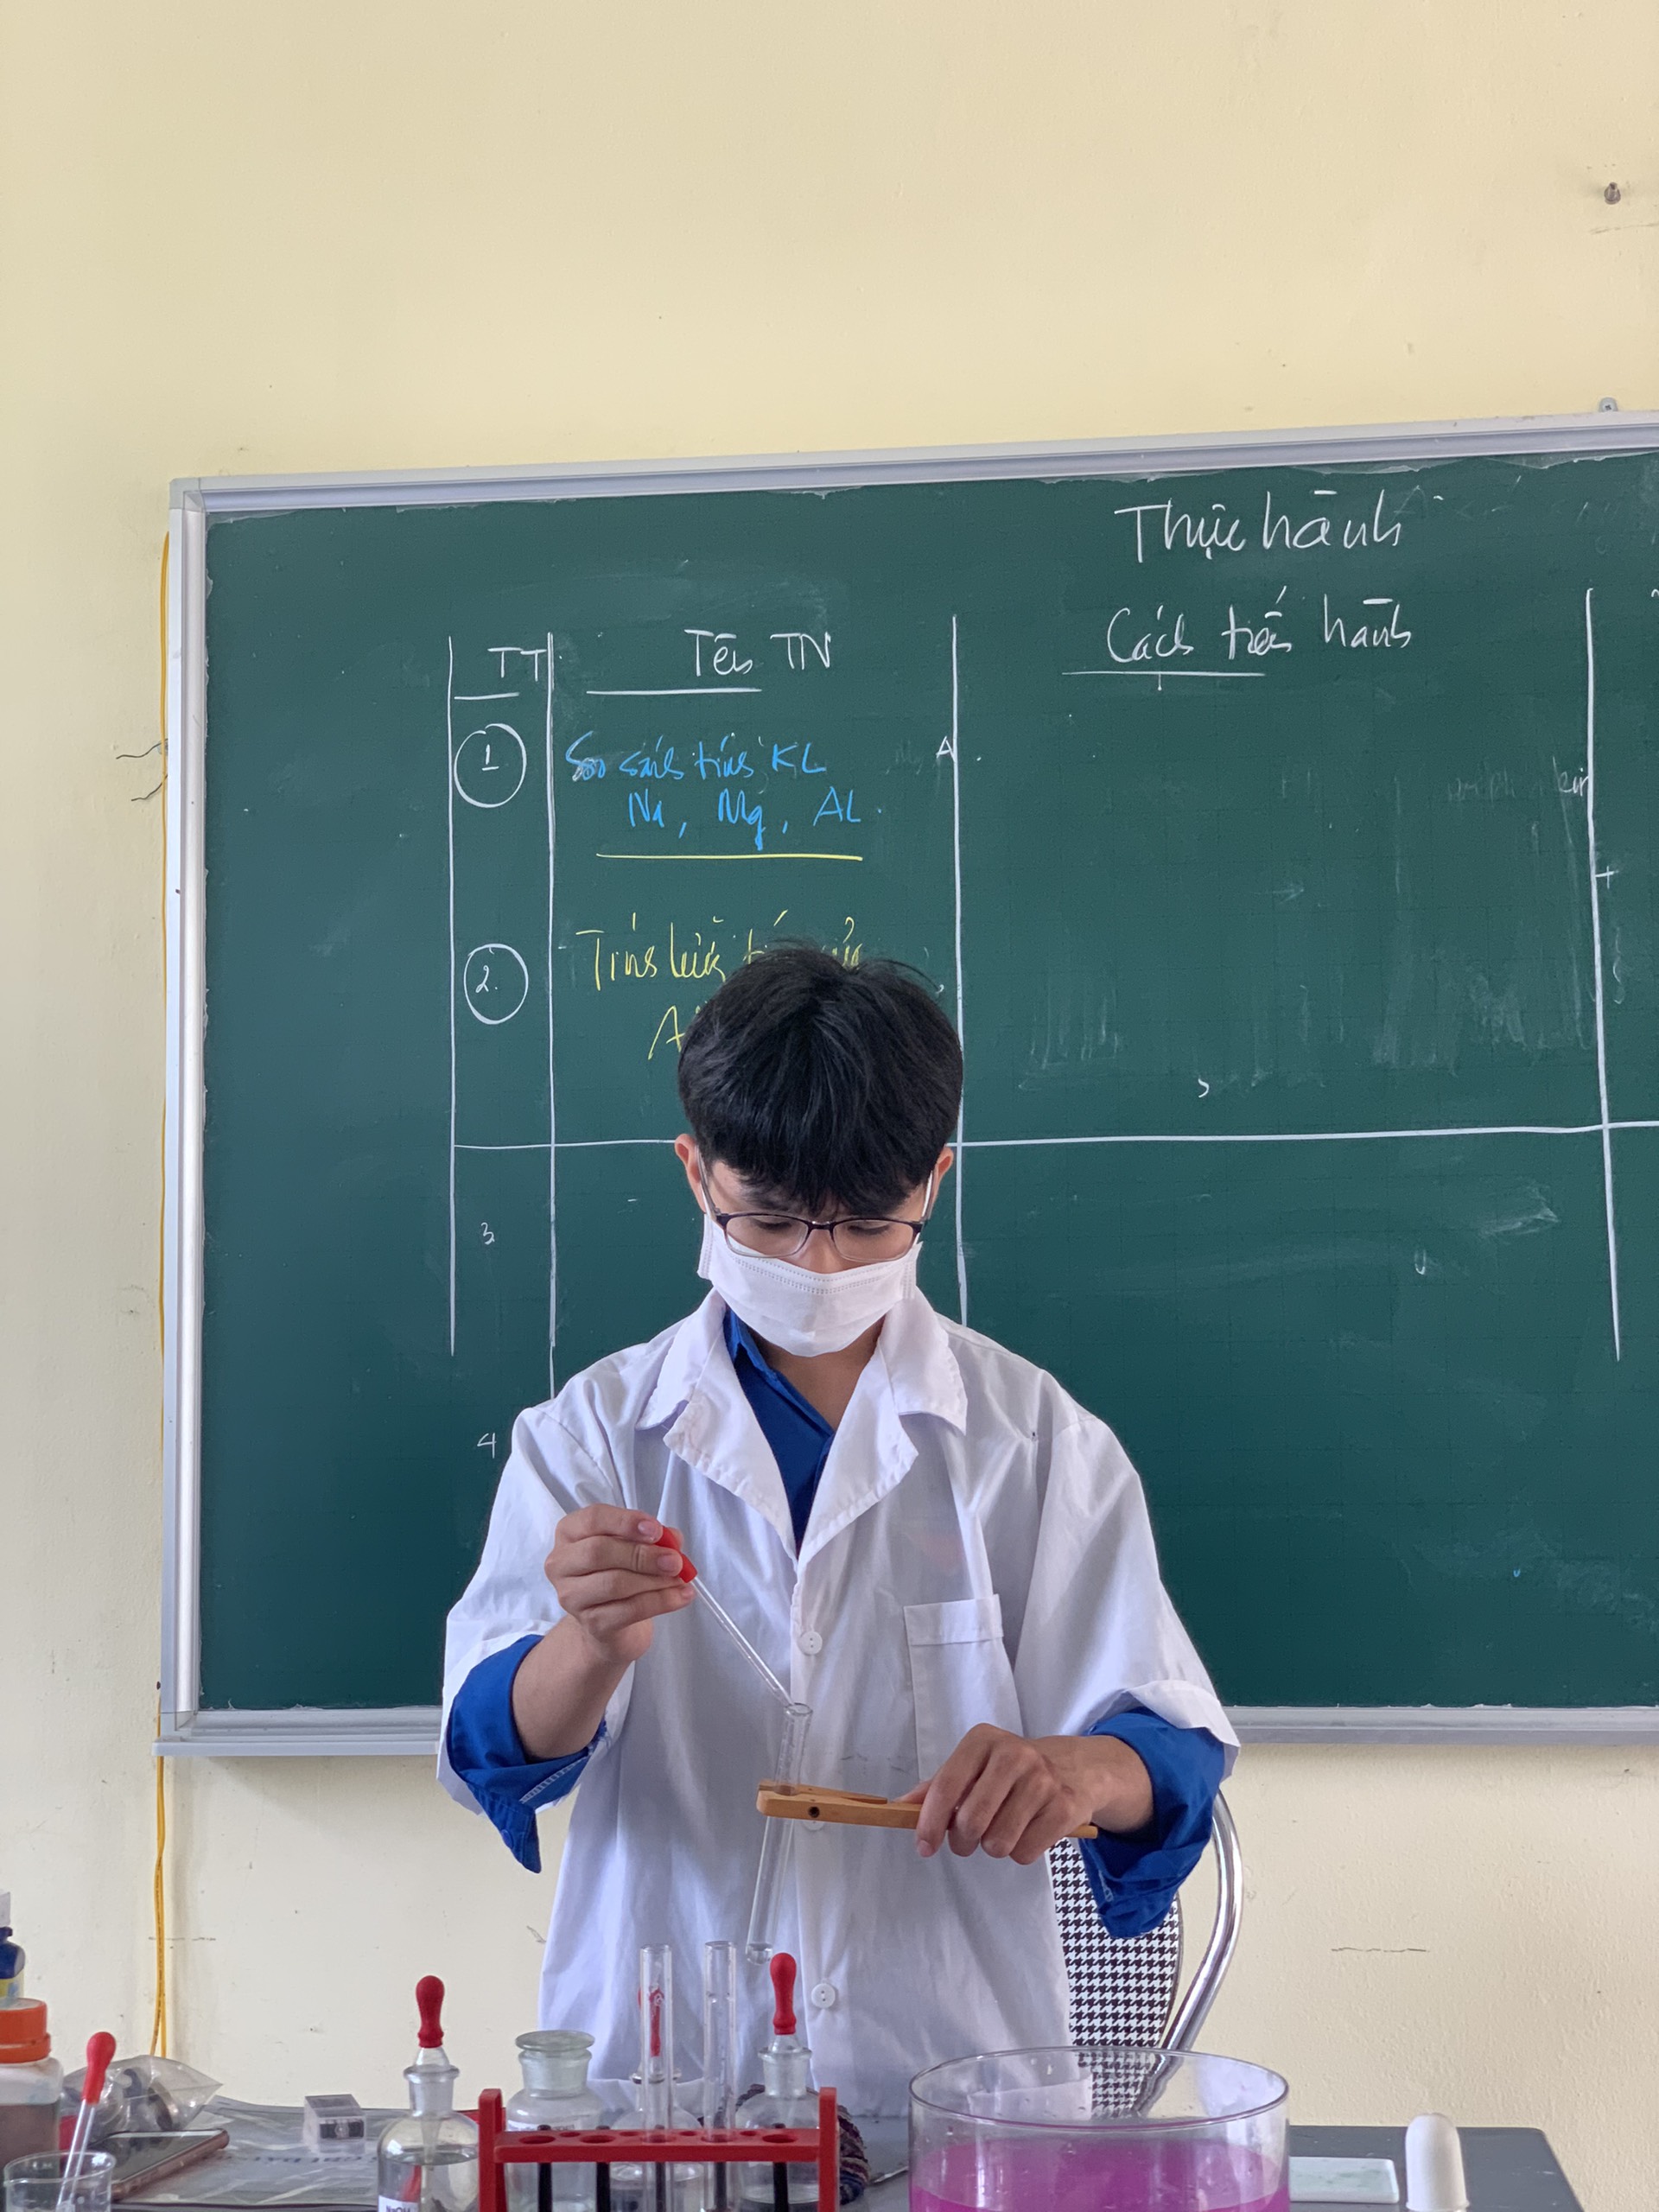 Thực hành
TT
Tên TN
Cách tiến hành
1
So sánh tính KL
Na, Mg, AL.
2.
Tính lưỡng
A
3
4
NaOH